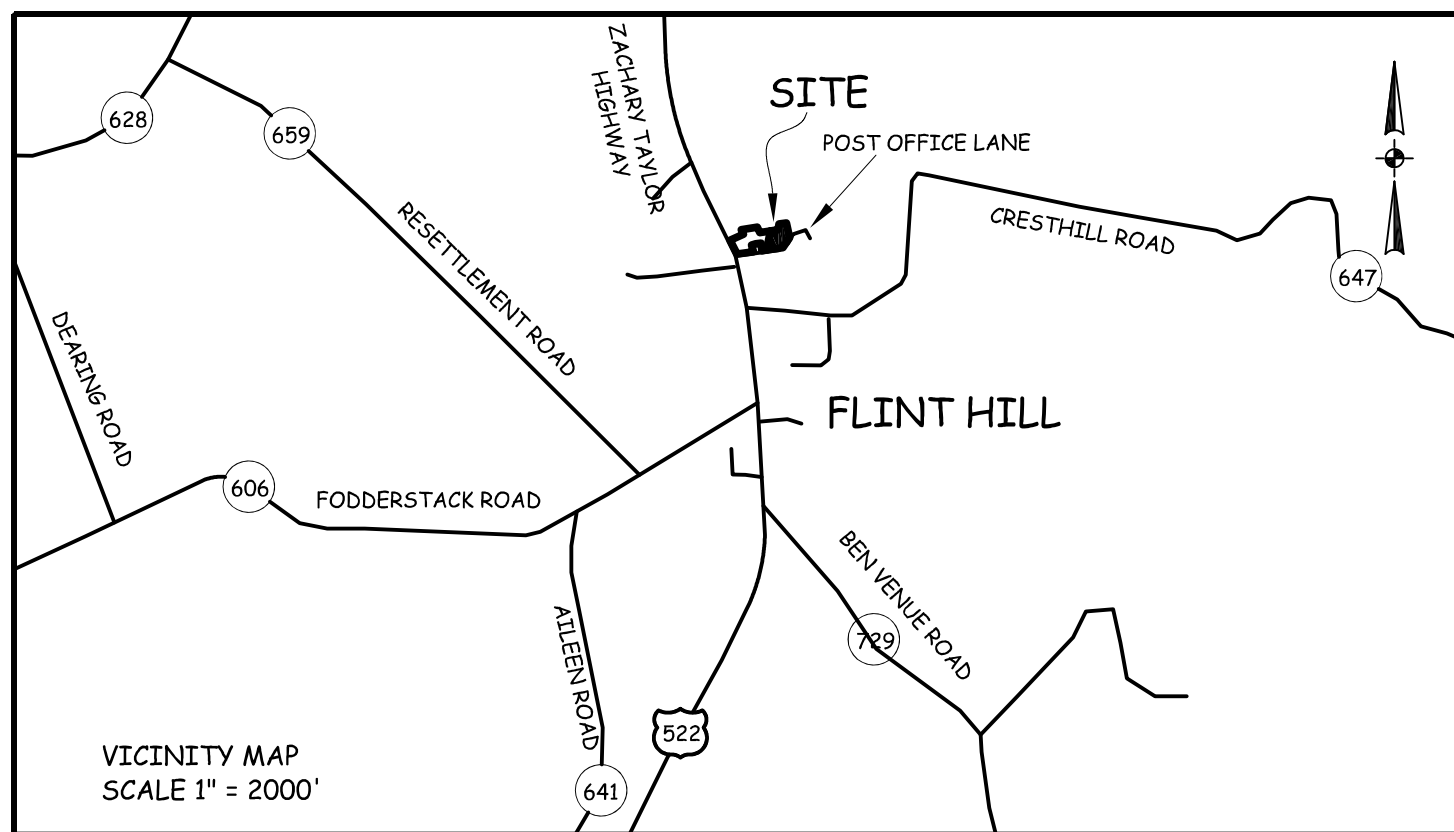 ZACHARY TAYLOR
HIGHWAY
SITE
POST OFFICE LANE
628
659
RESETTLEMENT ROAD
CRESTHILL ROAD
647
DEARING ROAD
FLINT HILL
606
FODDERSTACK ROAD
BEN VENUE ROAD
729
AILEEN ROAD
522
641
VICINITY MAP
SCALE 1" = 2000'